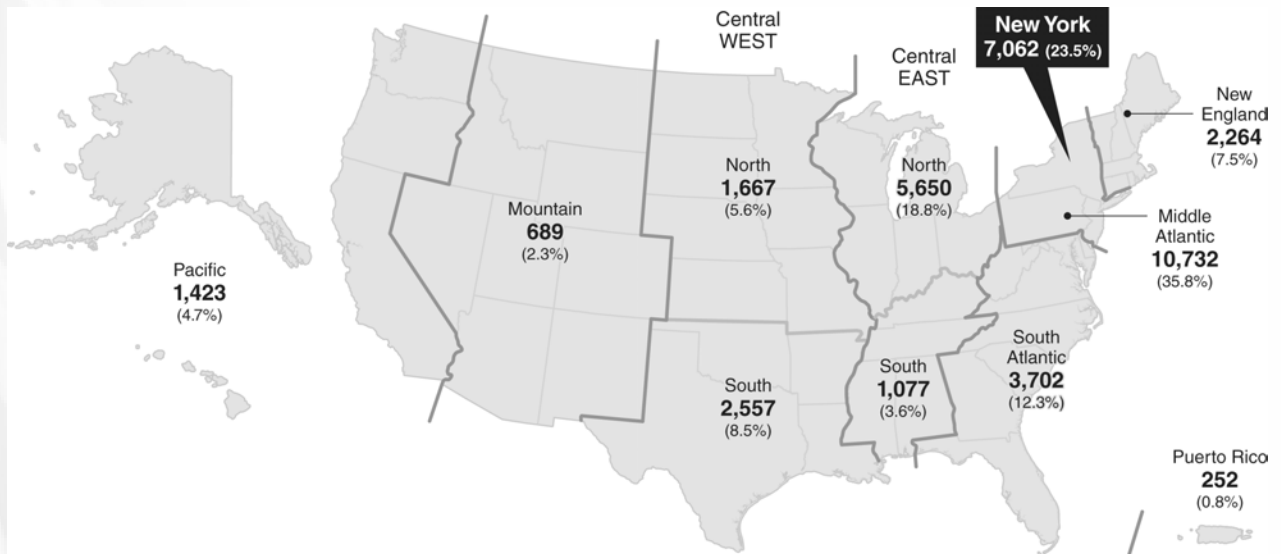 Central
WEST
Central
EAST
New York
7,062 (23.5%)
New
England
2,264
(7.5%)
North
1,667
(5.6%)
North
5,650
(18.8%)
Mountain
689
(2.3%)
Middle
Atlantic
10,732
(35.8%)
Pacific
1,423
(4.7%)
South
Atlantic
3,702
(12.3%)
South
2,557
(8.5%)
South
1,077
(3.6%)
Puerto Rico
252
(0.8%)